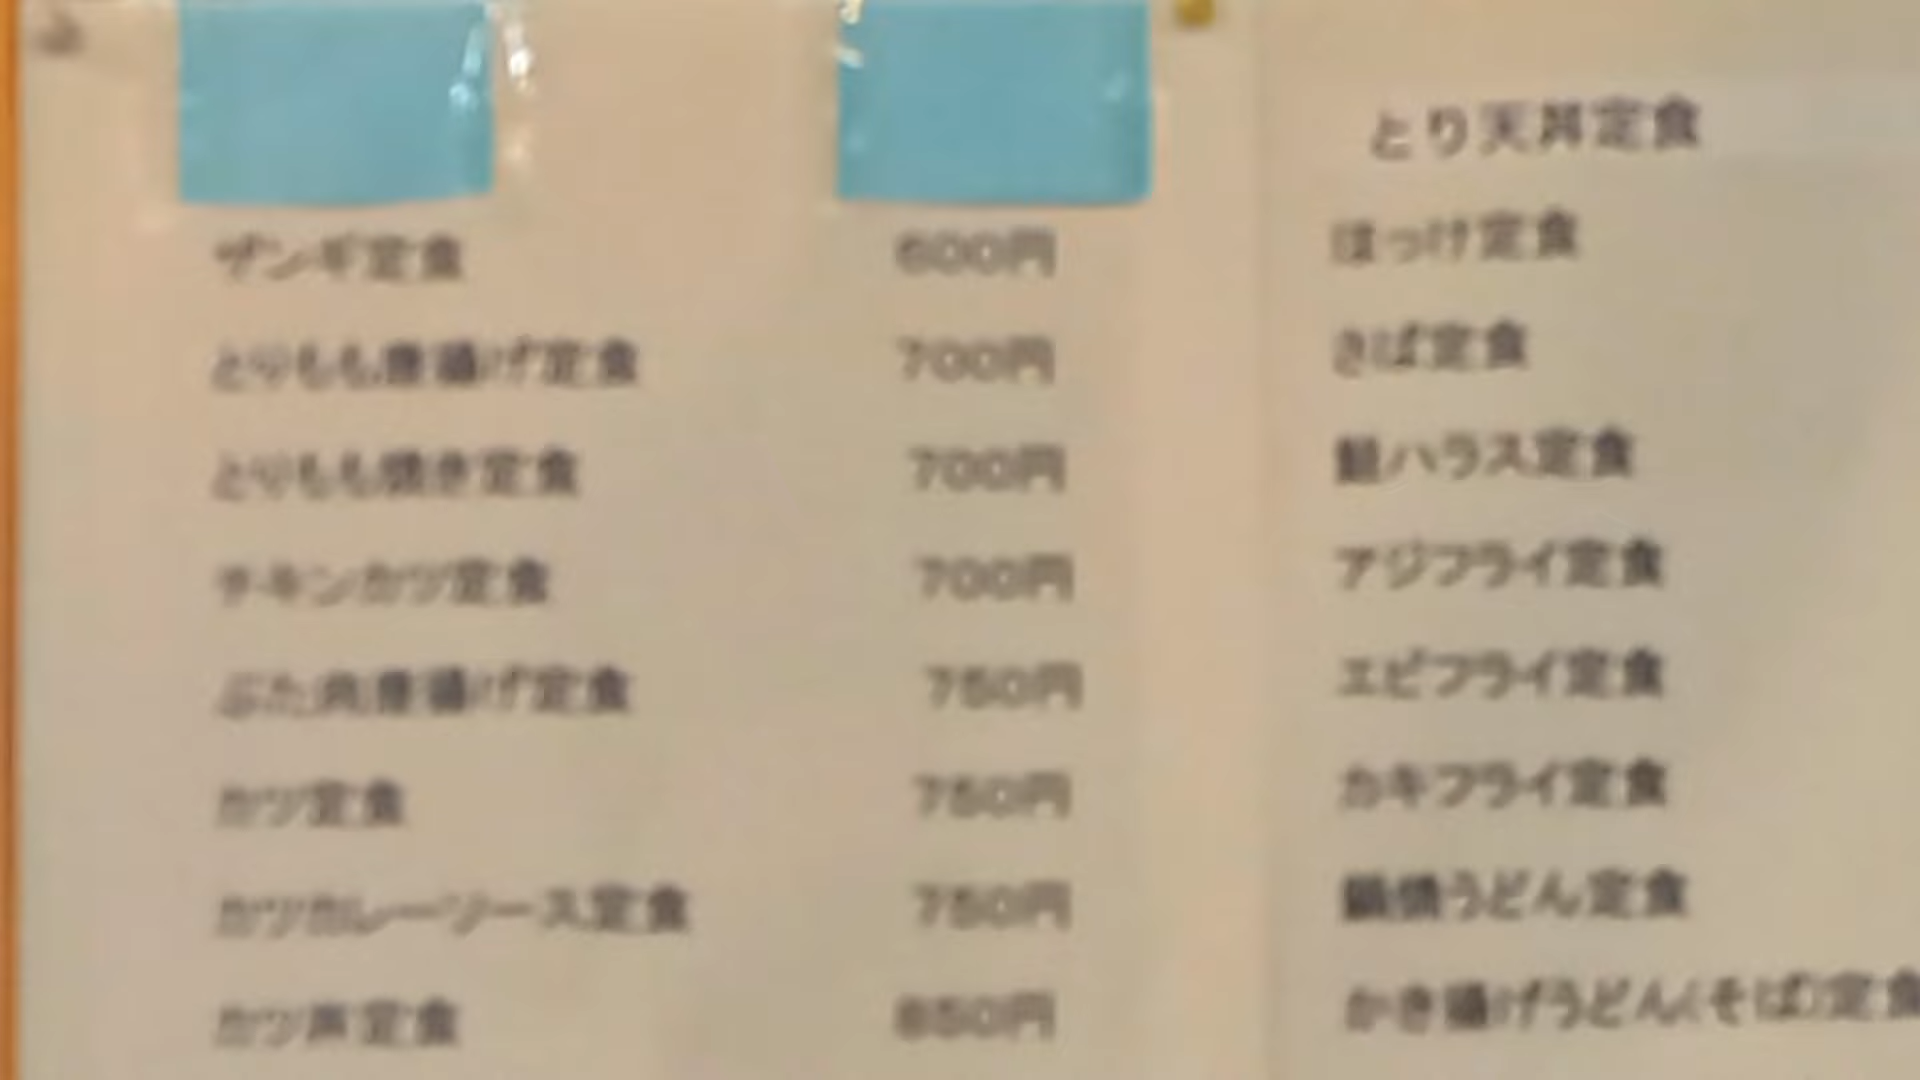 ザンギ定食 600円
とりもも唐揚げ定食 700円
とりもも焼き定食 700円
チキンカツ定食 700円
ぶた肉唐揚げ定食 750円
カツ定食 750円
カツカレーソース定食 750円
カツ丼定食 850円
とり天丼定食
ほっけ定食
さば定食
鮭ハラス定食
アジフライ定食
エビフライ定食
カキフライ定食
鍋焼うどん定食
かき揚げうどん(そば)定食